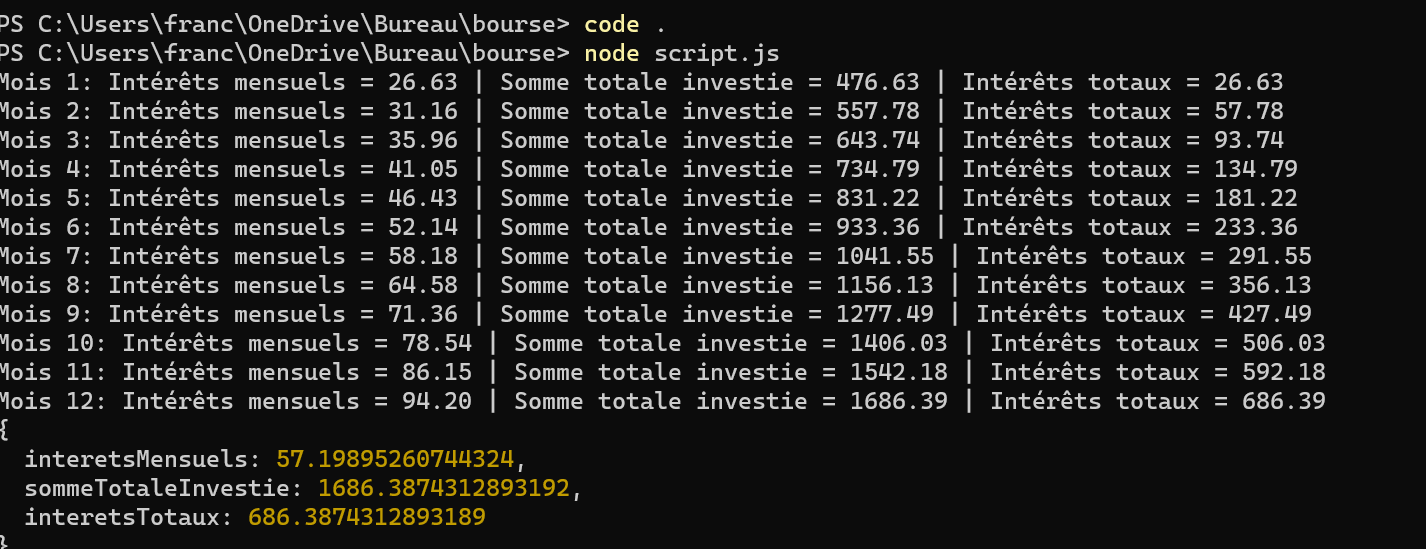 PS C:\Users\franc\OneDrive\Bureau\bourse> code .
PS C:\Users\franc\OneDrive\Bureau\bourse> node script.js
Mois 1: Intérêts mensuels = 26.63 | Somme totale investie = 476.63 | Intérêts totaux = 26.63
Mois 2: Intérêts mensuels = 31.16 | Somme totale investie = 557.78 | Intérêts totaux = 57.78
Mois 3: Intérêts mensuels = 35.96 | Somme totale investie = 643.74 | Intérêts totaux = 93.74
Mois 4: Intérêts mensuels = 41.05 | Somme totale investie = 734.79 | Intérêts totaux = 134.79
Mois 5: Intérêts mensuels = 46.43 | Somme totale investie = 831.22 | Intérêts totaux = 181.22
Mois 6: Intérêts mensuels = 52.14 | Somme totale investie = 933.36 | Intérêts totaux = 233.36
Mois 7: Intérêts mensuels = 58.18 | Somme totale investie = 1041.55 | Intérêts totaux = 291.55
Mois 8: Intérêts mensuels = 64.58 | Somme totale investie = 1156.13 | Intérêts totaux = 356.13
Mois 9: Intérêts mensuels = 71.36 | Somme totale investie = 1277.49 | Intérêts totaux = 427.49
Mois 10: Intérêts mensuels = 78.54 | Somme totale investie = 1406.03 | Intérêts totaux = 506.03
Mois 11: Intérêts mensuels = 86.15 | Somme totale investie = 1542.18 | Intérêts totaux = 592.18
Mois 12: Intérêts mensuels = 94.20 | Somme totale investie = 1686.39 | Intérêts totaux = 686.39
{
  interetsMensuels: 57.19895260744324,
  sommeTotaleInvestie: 1686.3874312893192,
  interetsTotaux: 686.3874312893189
}